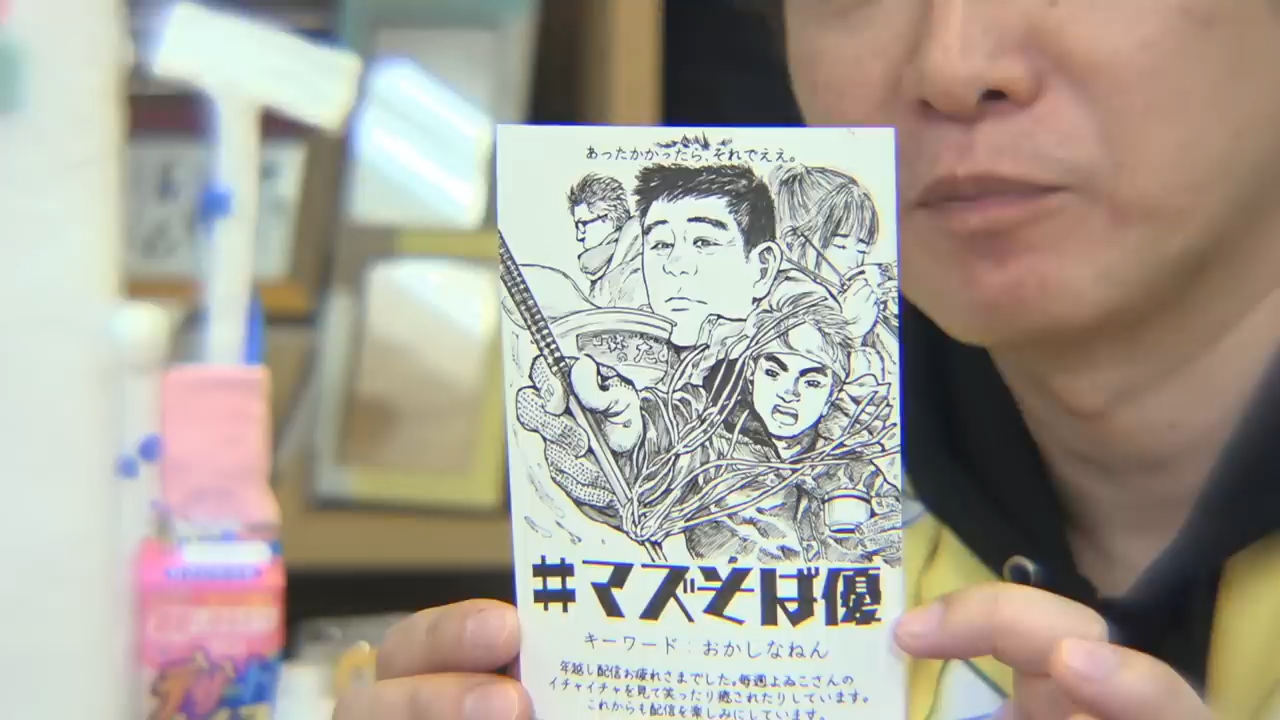 あったかかったら、それでええ。
#マズそば優
キーワード：おかしなねん
年越し配信お疲れさまでした。毎週よゐこさんの
イチャイチャを見て笑ったり癒されたりしています。
これからも配信を楽しみにしています。